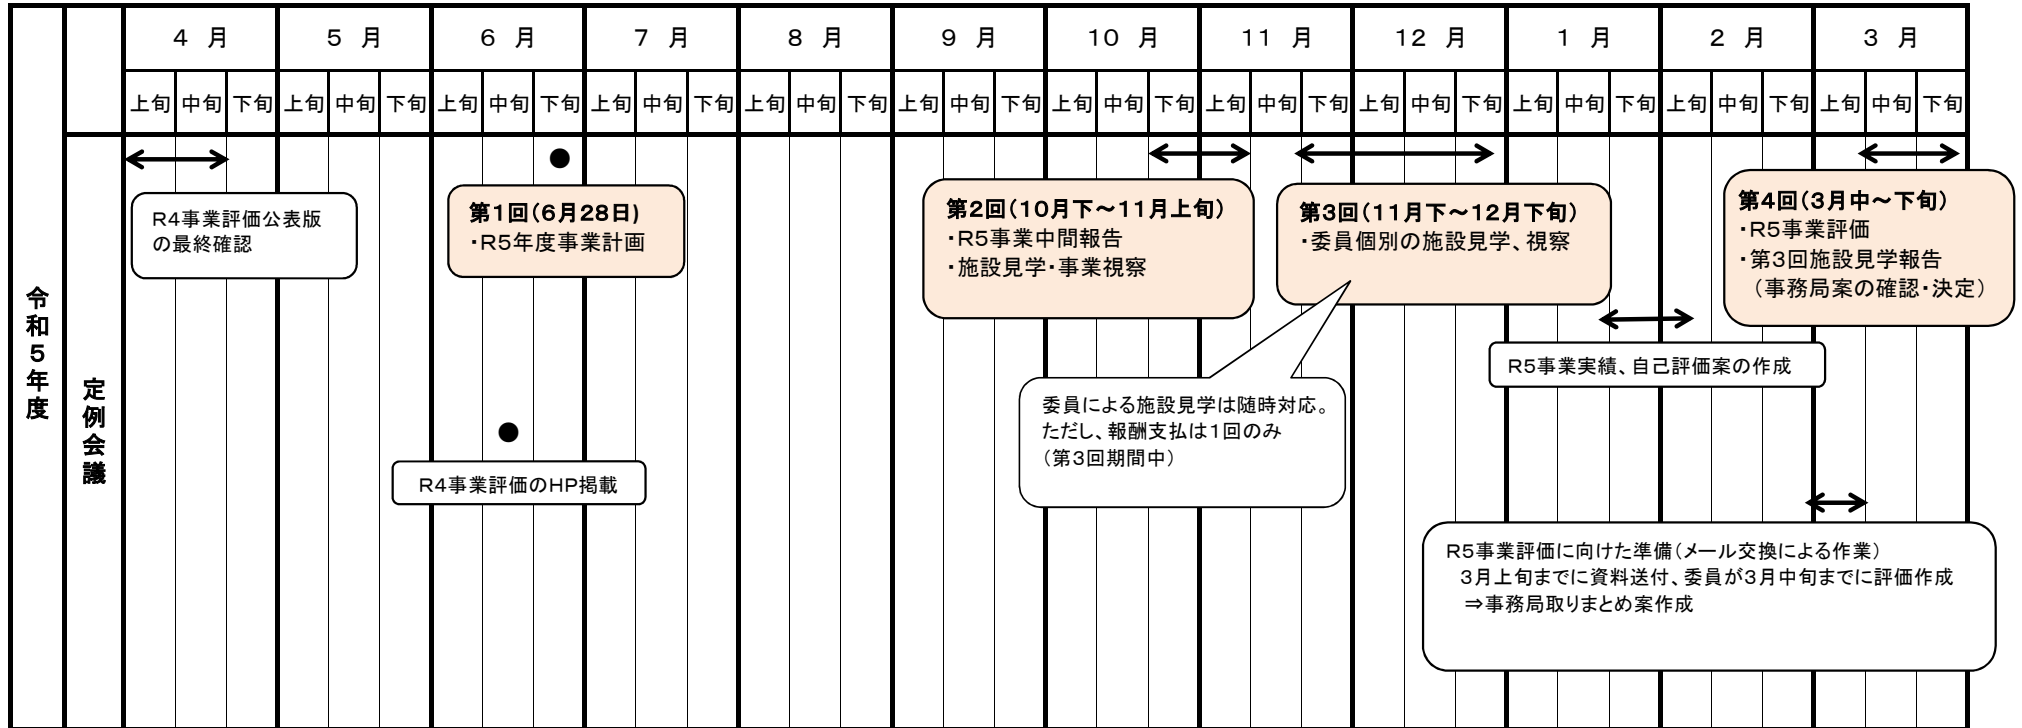 ４ 月 ５ 月 ６ 月 ７ 月 ８ 月 ９ 月 １０ 月 １１ 月 １２ 月 １ 月 ２ 月 ３ 月
上旬 中旬 下旬 上旬 中旬 下旬 上旬 中旬 下旬 上旬 中旬 下旬 上旬 中旬 下旬 上旬 中旬 下旬 上旬 中旬 下旬 上旬 中旬 下旬 上旬 中旬 下旬 上旬 中旬 下旬 上旬 中旬 下旬 上旬 中旬 下旬
令和５年度
定例会議
Ｒ４事業評価公表版
の最終確認
第１回（６月２８日)
・Ｒ５年度事業計画
第２回（１０月下～１１月上旬）
・Ｒ５事業中間報告
・施設見学・事業視察
第３回（１１月下～１２月下旬）
・委員個別の施設見学、視察
第４回（３月中～下旬）
・Ｒ５事業評価
・第３回施設見学報告
（事務局案の確認・決定）
Ｒ５事業実績、自己評価案の作成
委員による施設見学は随時対応。
ただし、報酬支払は１回のみ
（第３回期間中）
Ｒ４事業評価のＨＰ掲載
Ｒ５事業評価に向けた準備（メール交換による作業）
３月上旬までに資料送付、委員が３月中旬までに評価作成
⇒事務局取りまとめ案作成